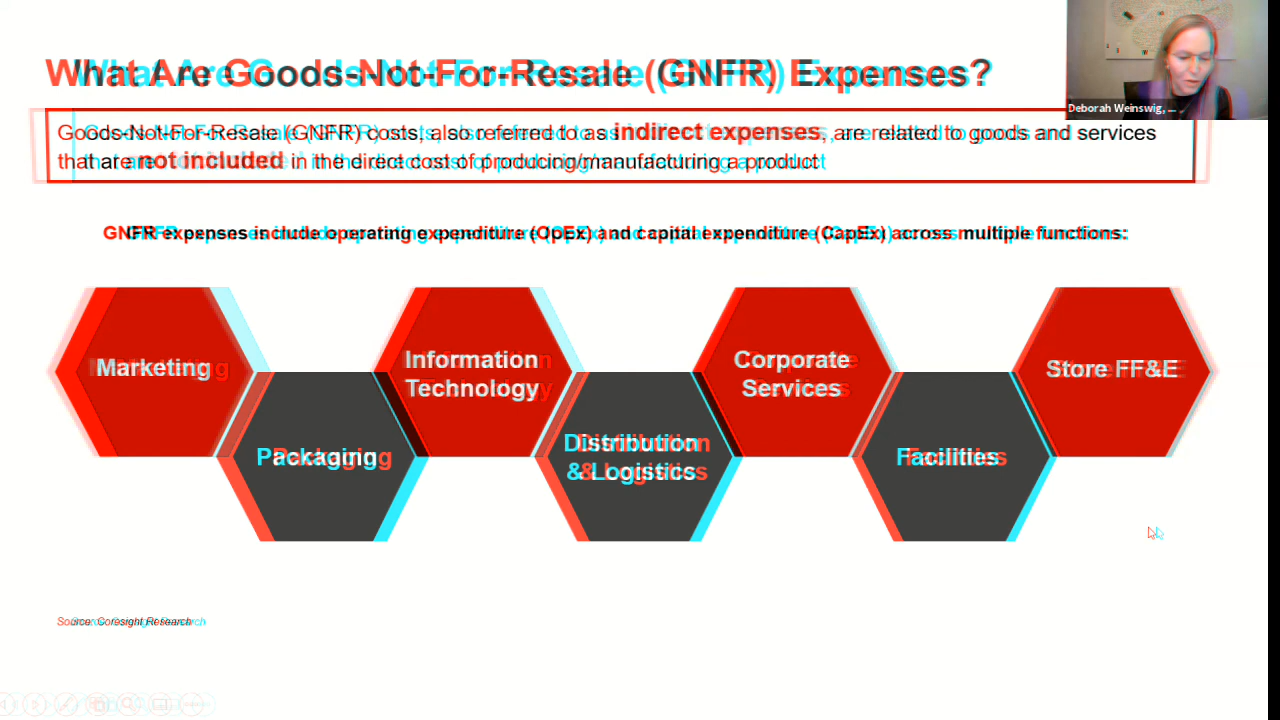 What Are Goods-Not-For-Resale (GNFR) Expenses?
Deborah Weinswig, ...
Goods-Not-For-Resale (GNFR) costs, also referred to as indirect expenses, are related to goods and services
that are not included in the direct cost of producing/manufacturing a product
GNFR expenses include operating expenditure (OpEx) and capital expenditure (CapEx) across multiple functions:
Marketing
Information
Technology
Corporate
Services
Store FF&E
Packaging
Distribution
& Logistics
Facilities
Source: Coresight Research